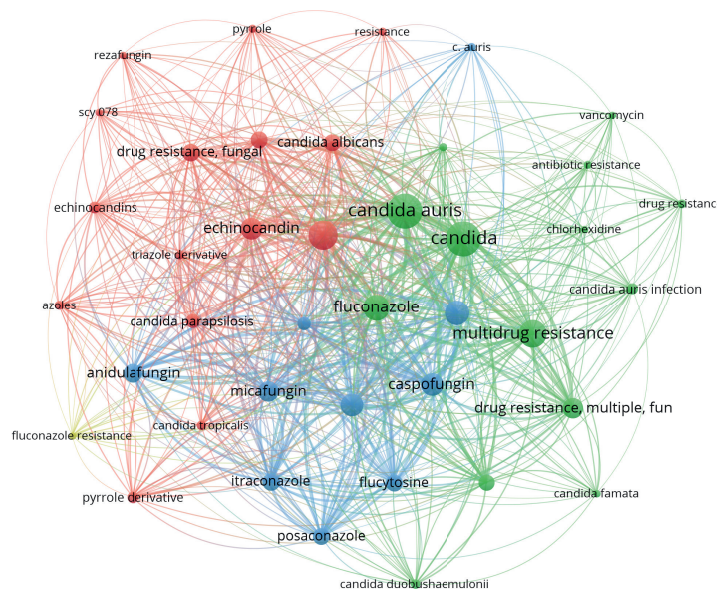 pyrrole
resistance
c. auris
rezafungin
scy 078
vancomycin
candida albicans
drug resistance, fungal
antibiotic resistance
echinocandins
candida auris
drug resistanc
echinocandin
candida
chlorhexidine
triazole derivative
candida auris infection
azoles
fluconazole
candida parapsilosis
multidrug resistance
anidulafungin
micafungin
caspofungin
drug resistance, multiple, fun
candida tropicalis
fluconazole resistance
itraconazole
flucytosine
candida famata
pyrrole derivative
posaconazole
candida duobushaemulonii